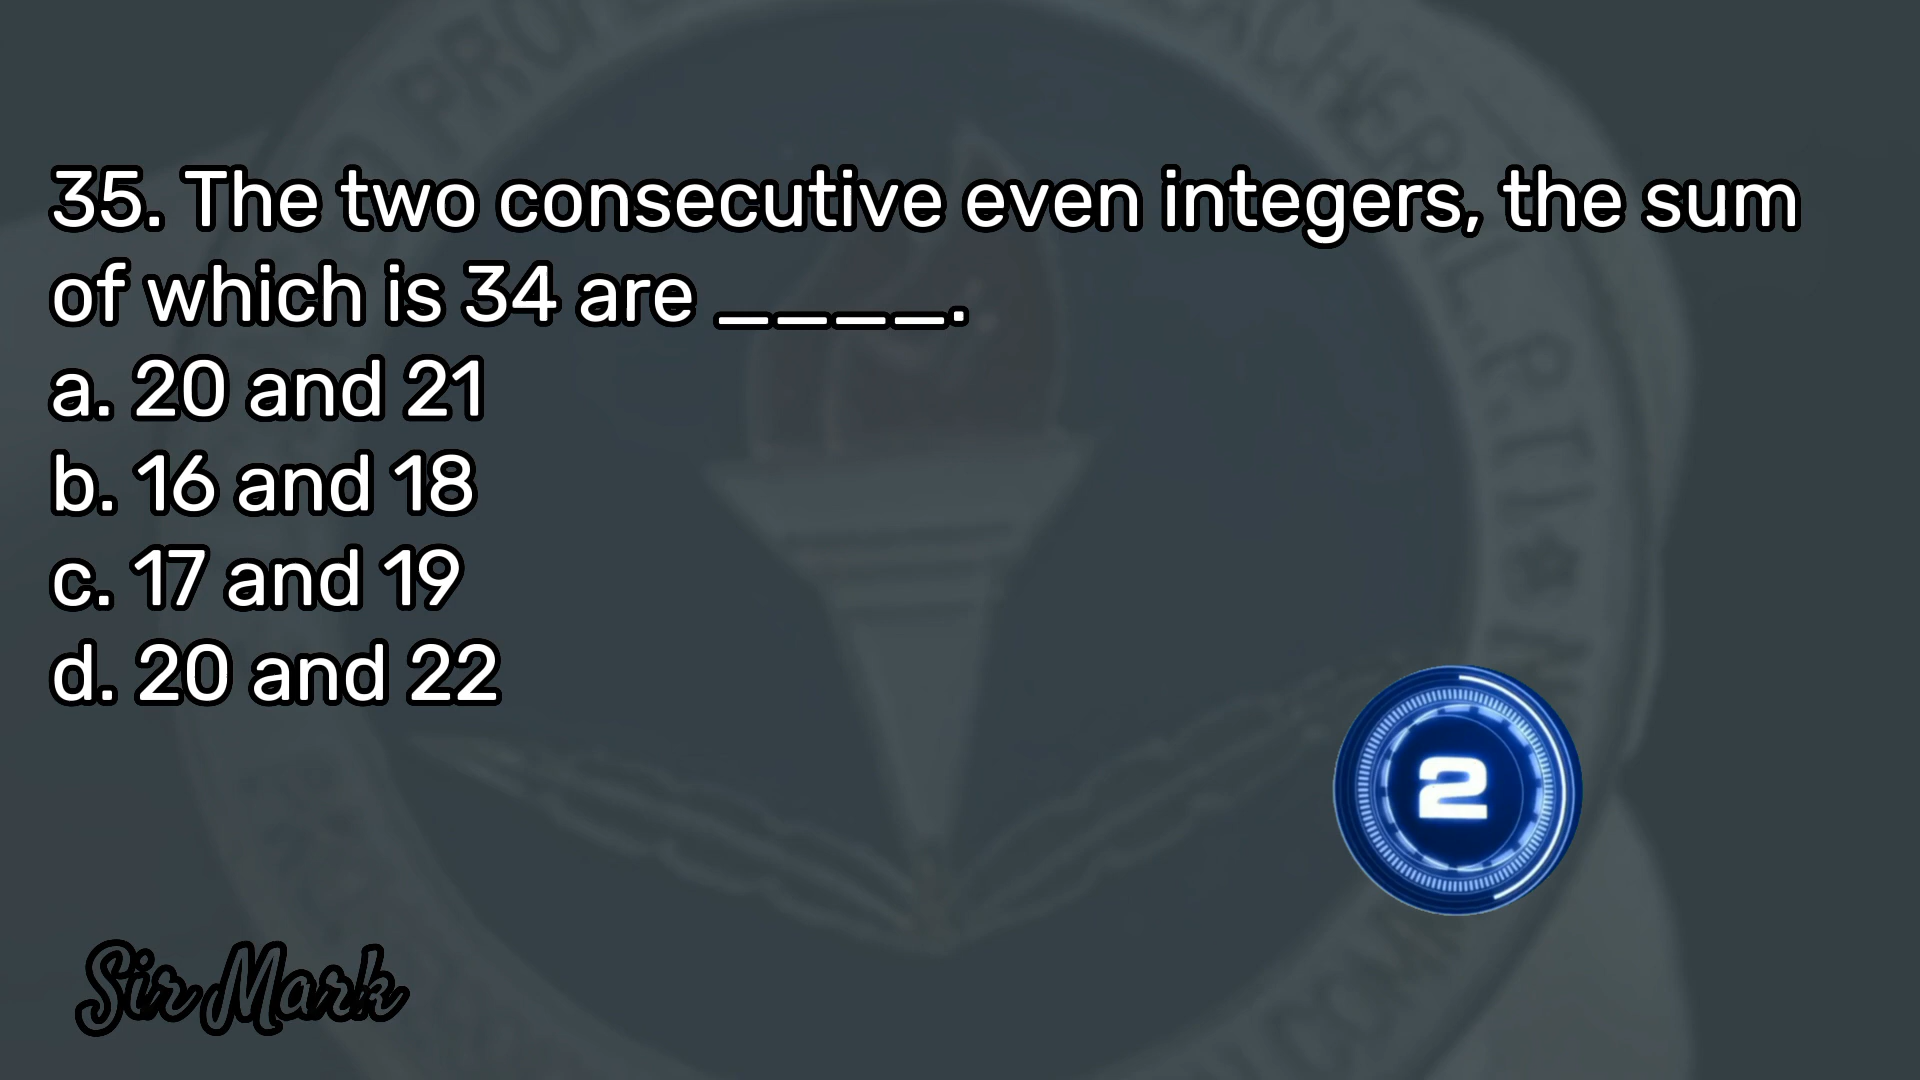 35. The two consecutive even integers, the sum
of which is 34 are ____.
a. 20 and 21
b. 16 and 18
c. 17 and 19
d. 20 and 22
2
Sir Mark